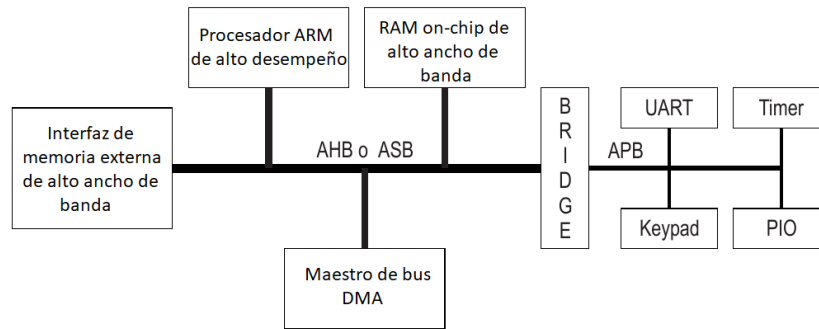 Procesador ARM
de alto desempeño
RAM on-chip de
alto ancho de
banda
Interfaz de
memoria externa
de alto ancho de
banda
AHB o ASB
B
R
I
D
G
E
APB
UART
Timer
Keypad
PIO
Maestro de bus
DMA